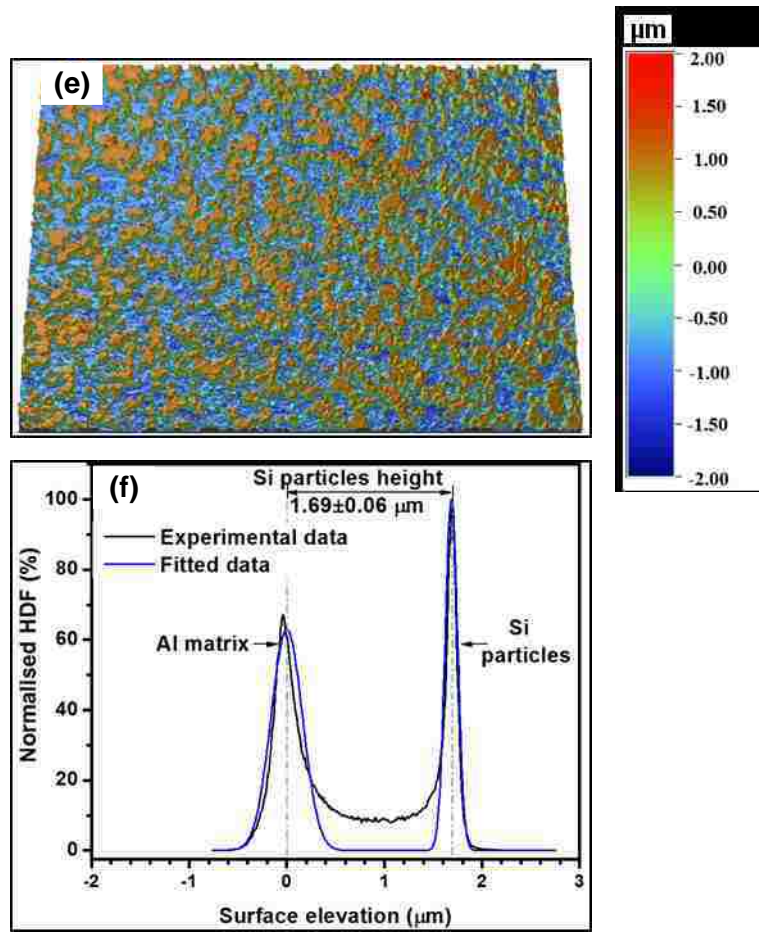 (e)
µm
2.00
1.50
1.00
0.50
0.00
-0.50
-1.00
-1.50
-2.00
(f)
Si particles height
1.69±0.06 µm
Experimental data
Fitted data
Al matrix
Si
particles
Normalised HDF (%)
100
80
60
40
20
0
-2 -1 0 1 2 3
Surface elevation (µm)